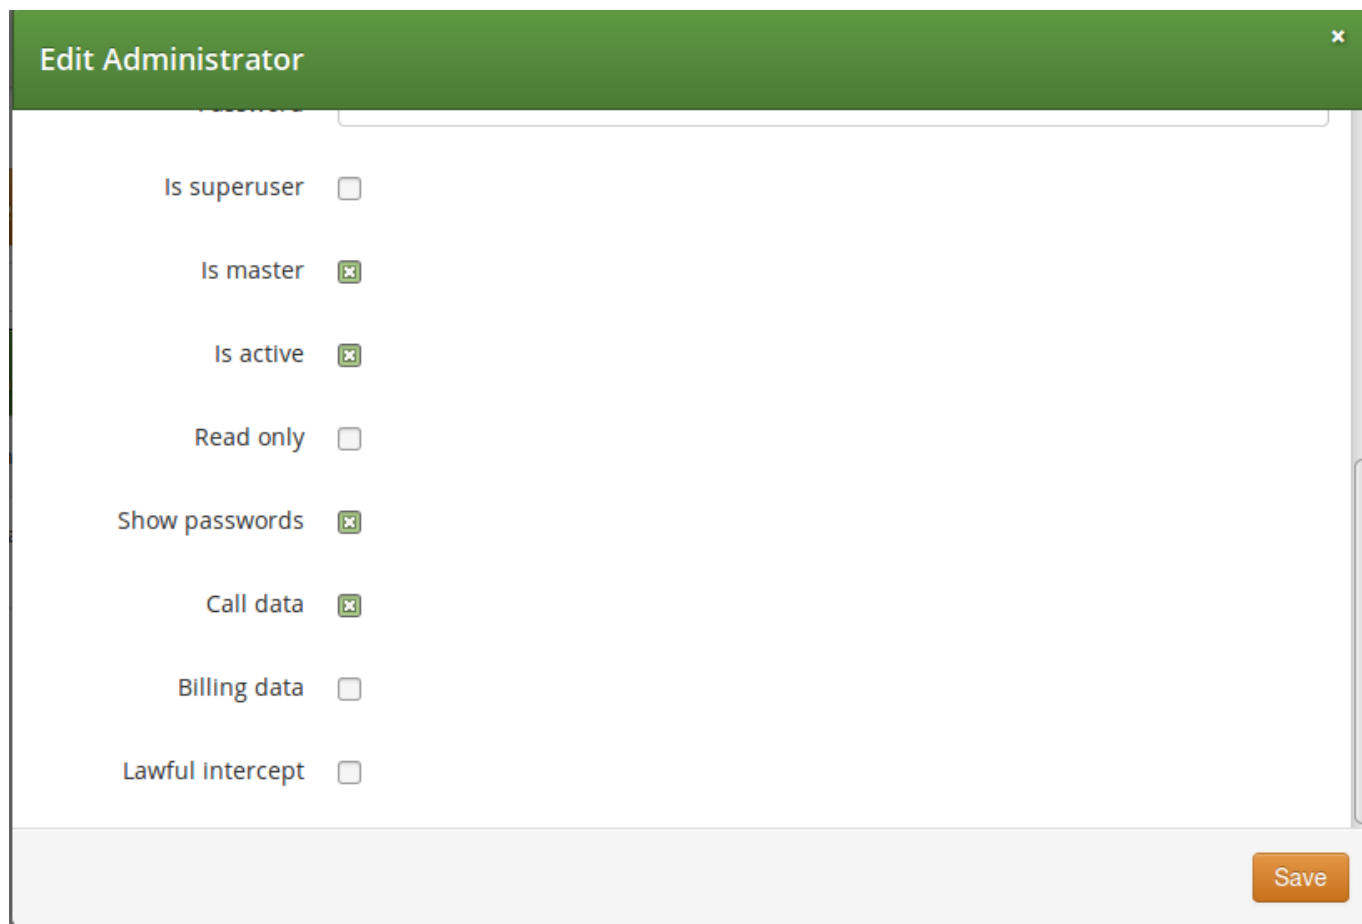 Edit Administrator
Password
Is superuser
Is master
Is active
Read only
Show passwords
Call data
Billing data
Lawful intercept
Save